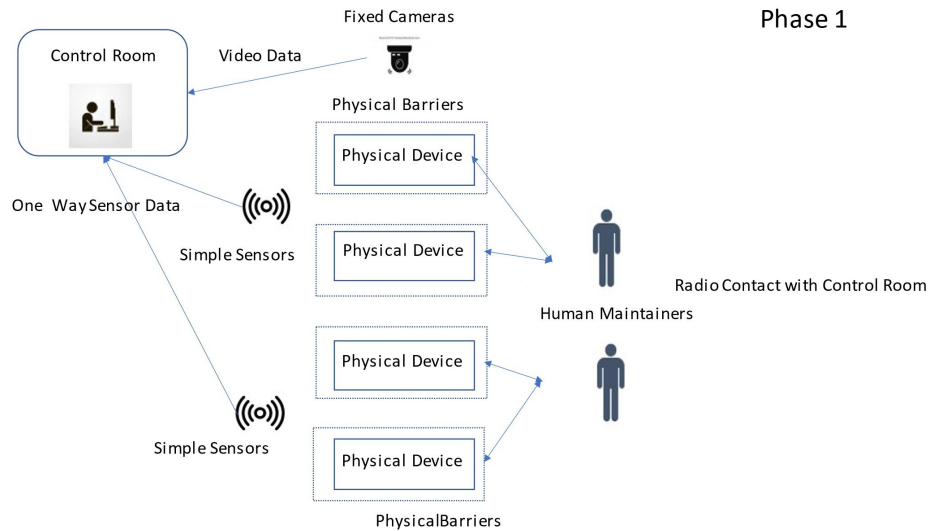 Phase 1
Fixed Cameras
Control Room
Video Data
Physical Barriers
Physical Device
One Way Sensor Data
Simple Sensors
Physical Device
Radio Contact with Control Room
Human Maintainers
Physical Device
Simple Sensors
Physical Device
PhysicalBarriers